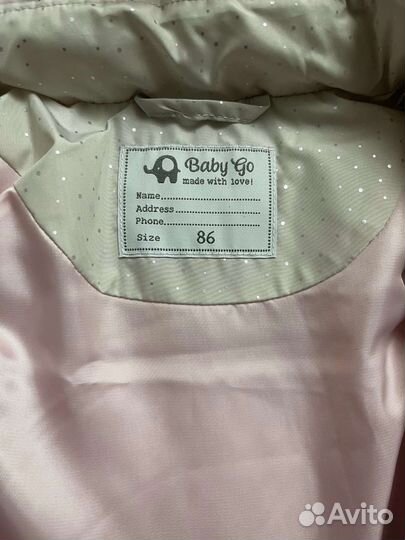 Baby Go
made with love!
Name
Address
Phone
Size 86
Avito